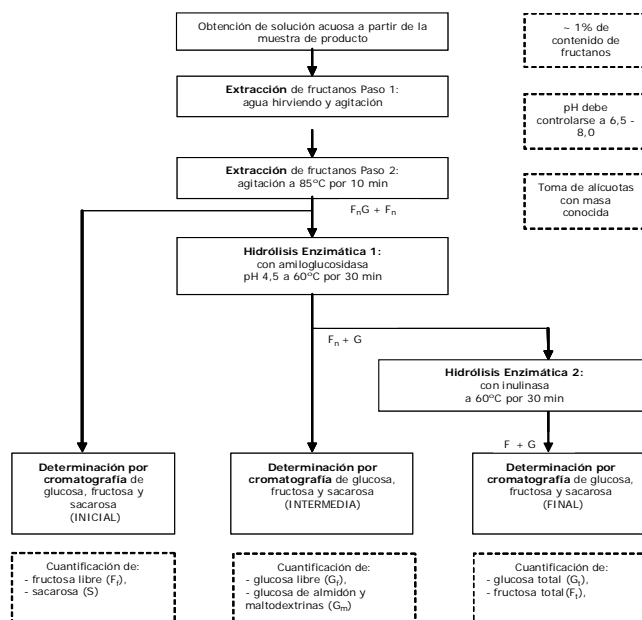 Obtención de solución acuosa a partir de la
muestra de producto
~ 1% de
contenido de
fructanos
Extracción de fructanos Paso 1:
agua hirviendo y agitación
pH debe
controlarse a 6,5 -
8,0
Extracción de fructanos Paso 2:
agitación a 85ºC por 10 min
Toma de alícuotas
con masa
conocida
FnG + Fn
Hidrólisis Enzimática 1:
con amiloglucosidasa
pH 4,5 a 60ºC por 30 min
Fn + G
Hidrólisis Enzimática 2:
con inulinasa
a 60ºC por 30 min
F + G
Determinación por
cromatografía de
glucosa, fructosa y
sacarosa
(INICIAL)
Determinación por
cromatografía de glucosa,
fructosa y sacarosa
(INTERMEDIA)
Determinación por
cromatografía de glucosa,
fructosa y sacarosa
(FINAL)
Cuantificación de:
- fructosa libre (Ff),
- sacarosa (S)
Cuantificación de:
- glucosa libre (Gf),
- glucosa de almidón y
maltodextrinas (Gm)
Cuantificación de:
- glucosa total (Gt),
- fructosa total(Ft),